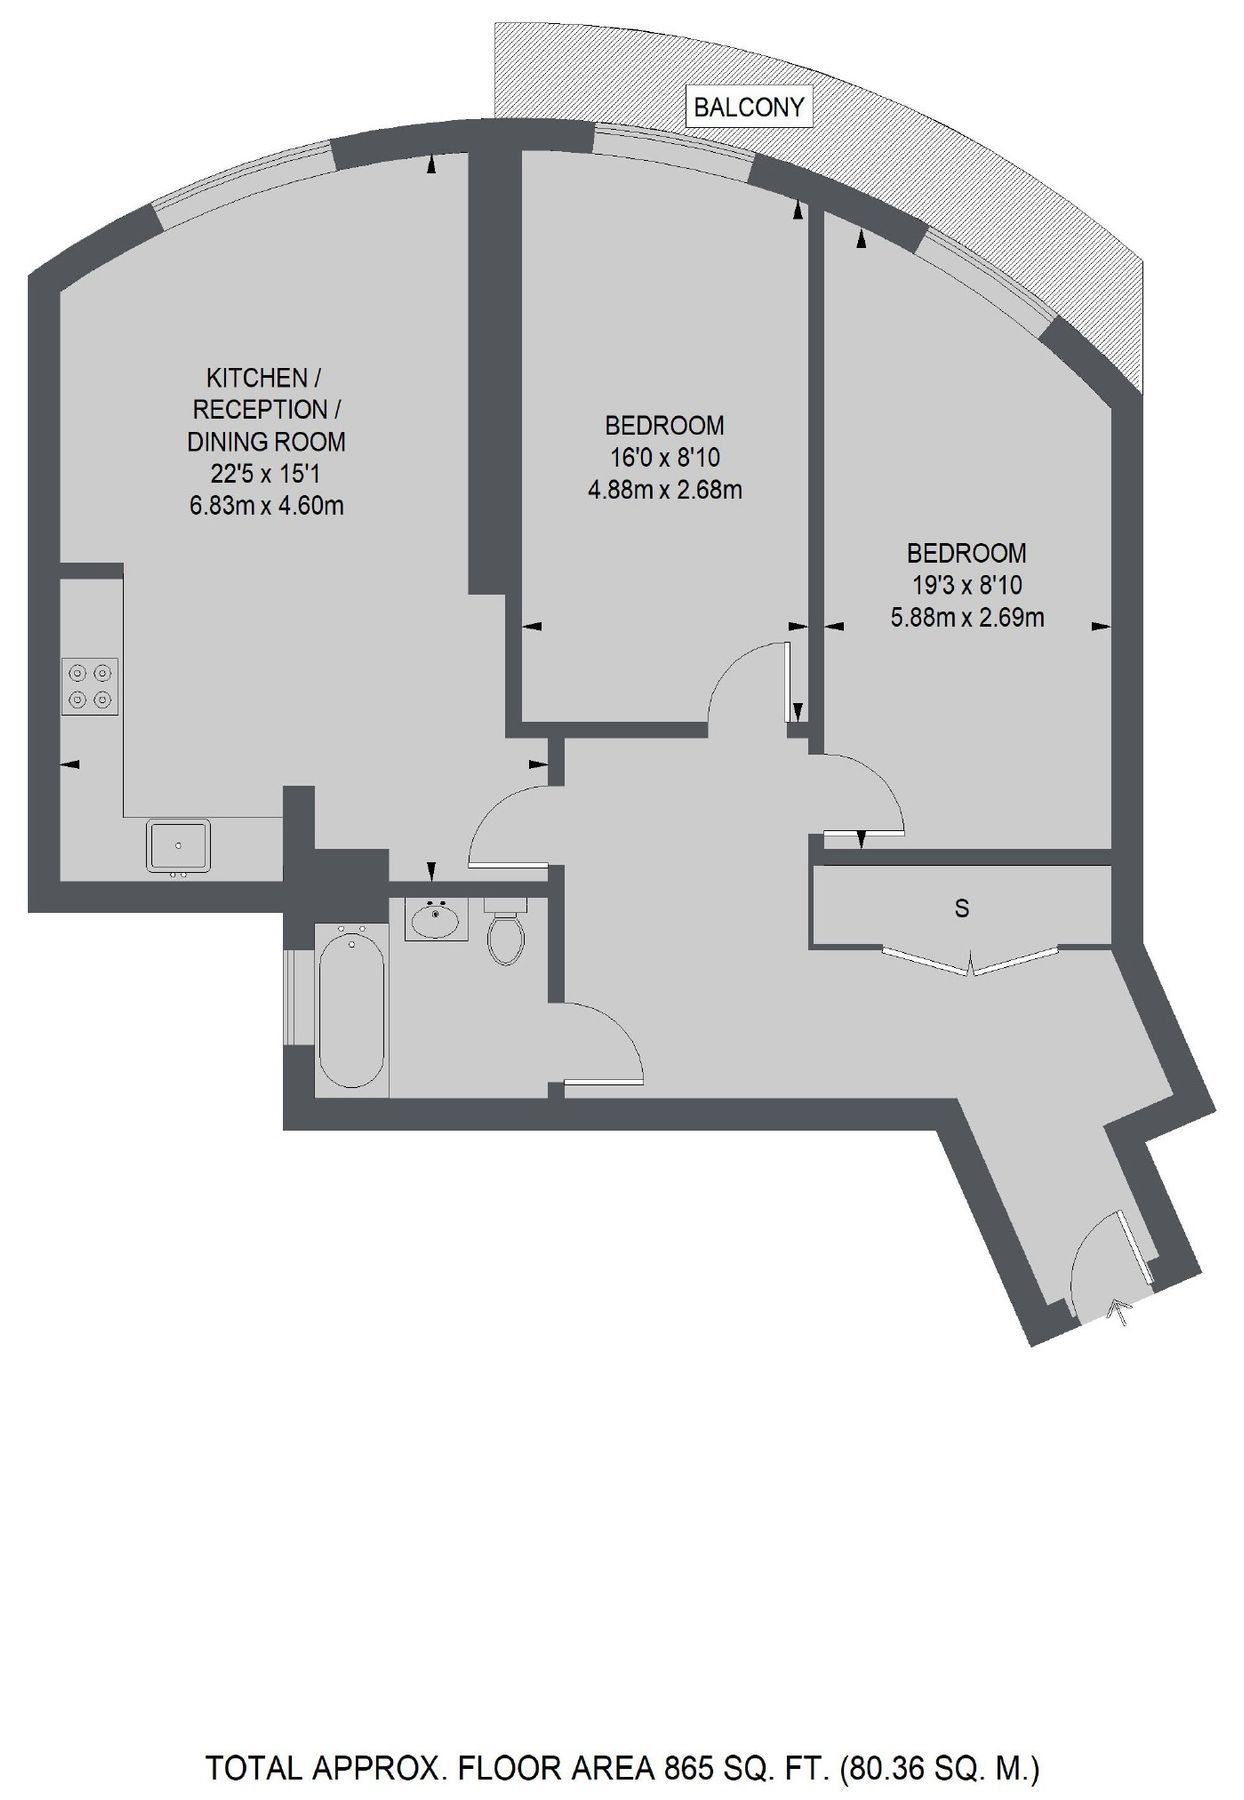 BALCONY
KITCHEN /
RECEPTION /
DINING ROOM
22'5 x 15'1
6.83m x 4.60m
BEDROOM
16'0 x 8'10
4.88m x 2.68m
BEDROOM
19'3 x 8'10
5.88m x 2.69m
S
TOTAL APPROX. FLOOR AREA 865 SQ. FT. (80.36 SQ. M.)